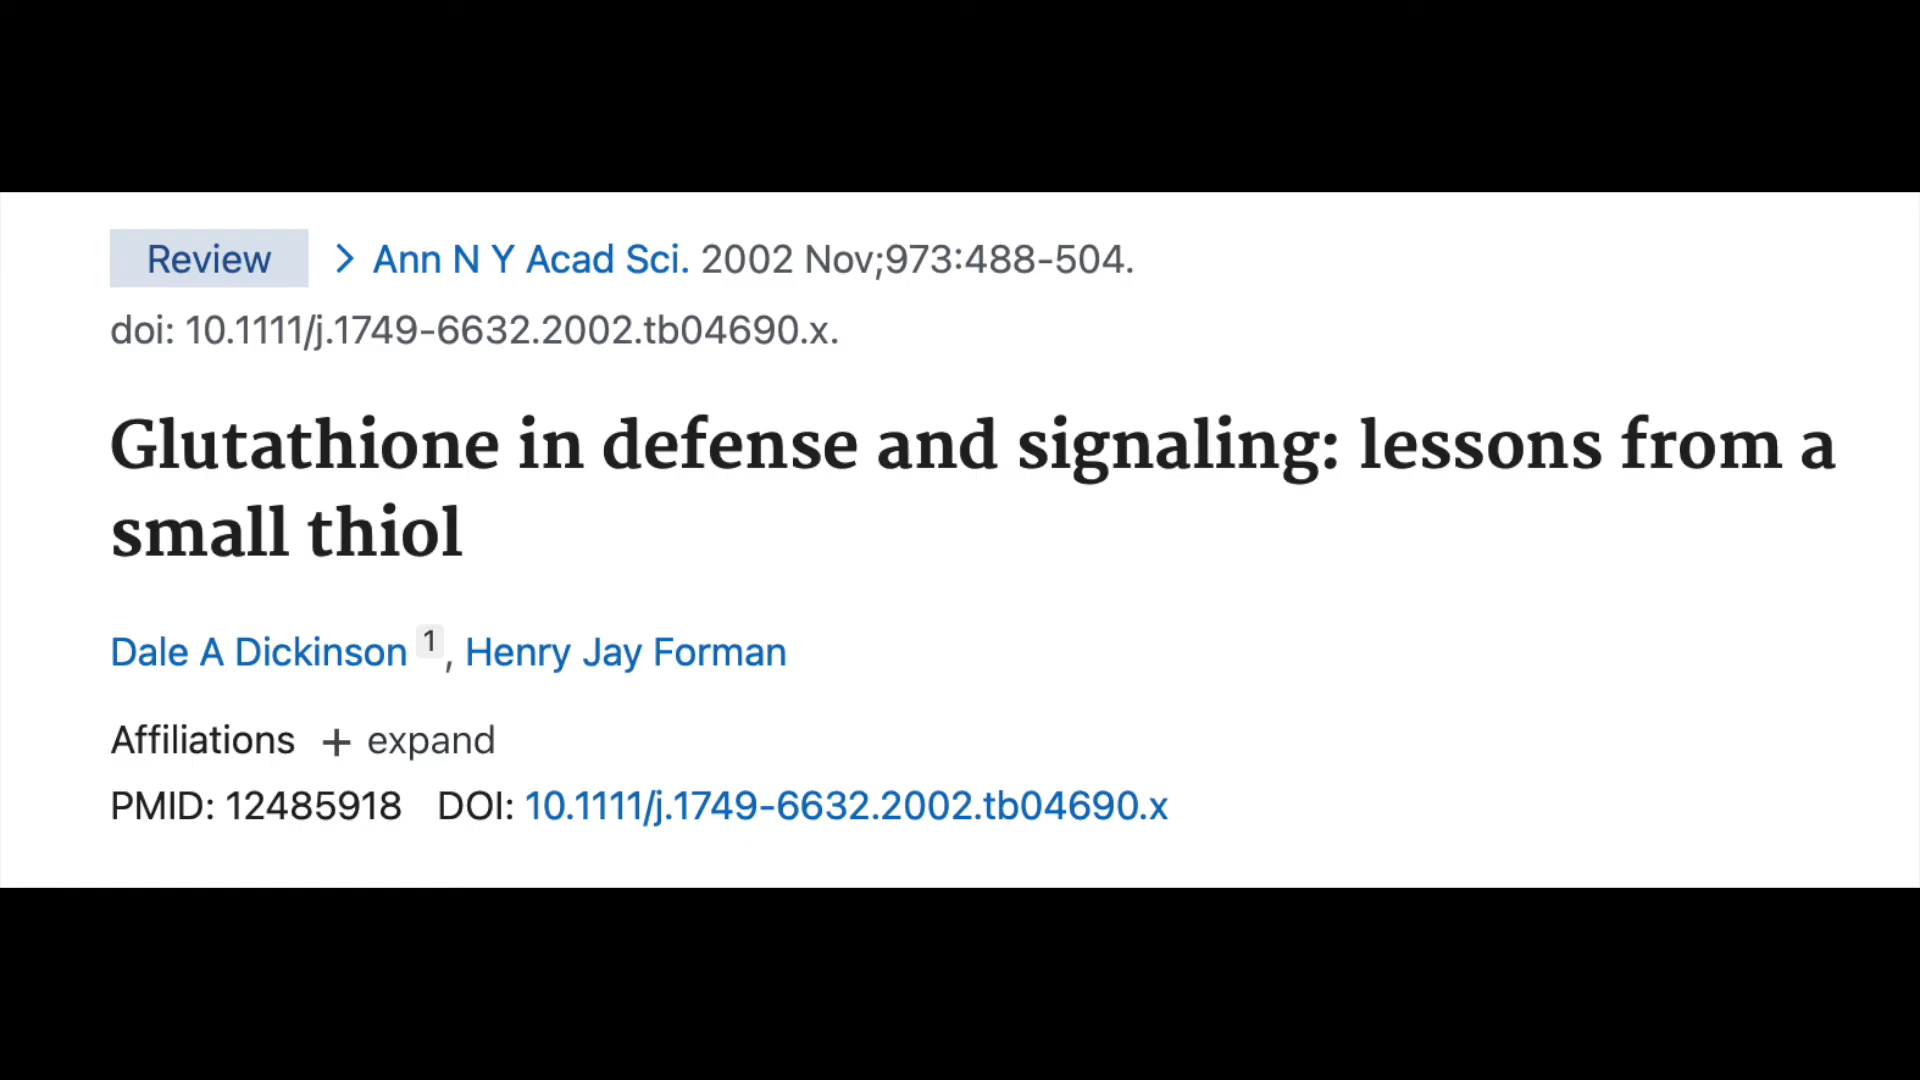 Review > Ann N Y Acad Sci. 2002 Nov;973:488-504.
doi: 10.1111/j.1749-6632.2002.tb04690.x.
Glutathione in defense and signaling: lessons from a
small thiol
Dale A Dickinson 1, Henry Jay Forman
Affiliations + expand
PMID: 12485918 DOI: 10.1111/j.1749-6632.2002.tb04690.x